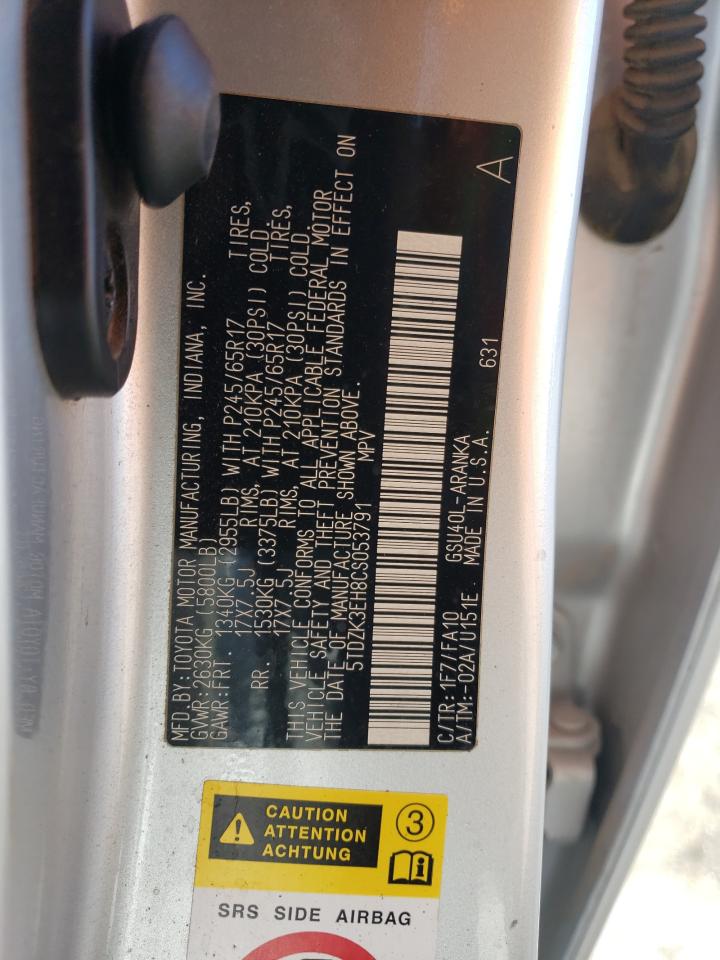 MFD BY:TOYOTA MOTOR MANUFACTURING, INDIANA, INC.
GVWR:2630KG (5800LB)
GAWR:FRT. 1340KG (2955LB) WITH P245/65R17 TIRES,
17X7.5J RIMS, AT 210KPA (30PSI) COLD.
RR. 1530KG (3375LB) WITH P245/65R17 TIRES,
17X7.5J RIMS, AT 210KPA (30PSI) COLD.
THIS VEHICLE CONFORMS TO ALL APPLICABLE FEDERAL MOTOR
VEHICLE SAFETY AND THEFT PREVENTION STANDARDS IN EFFECT ON
THE DATE OF MANUFACTURE SHOWN ABOVE.
5TDZK3EH8CS053791 MPV
C/TR:1F7/FA10 GSU40L-ARANKA
A/TM:-02A/U151E MADE IN U.S.A. 631 A
CAUTION
ATTENTION
ACHTUNG
3
SRS SIDE AIRBAG